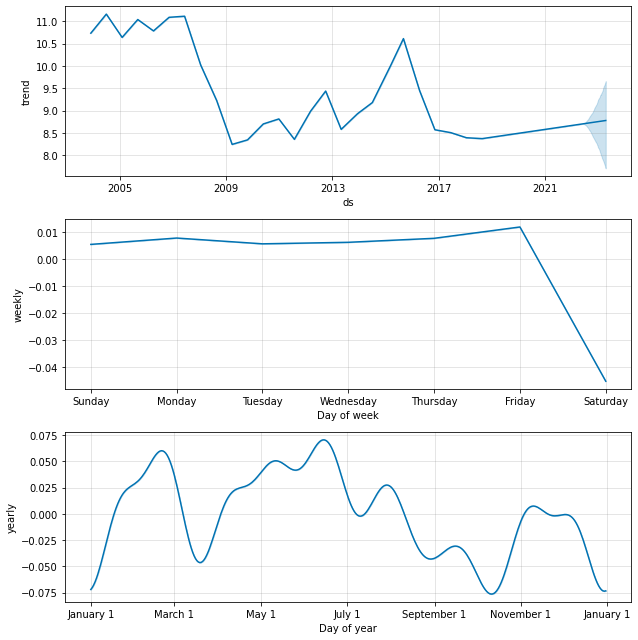 11.0
10.5
10.0
9.5
9.0
8.5
8.0
trend
2005 2009 2013 2017 2021
ds
0.01
0.00
−0.01
−0.02
−0.03
−0.04
weekly
Sunday Monday Tuesday Wednesday Thursday Friday Saturday
Day of week
0.075
0.050
0.025
0.000
−0.025
−0.050
−0.075
yearly
January 1 March 1 May 1 July 1 September 1 November 1 January 1
Day of year